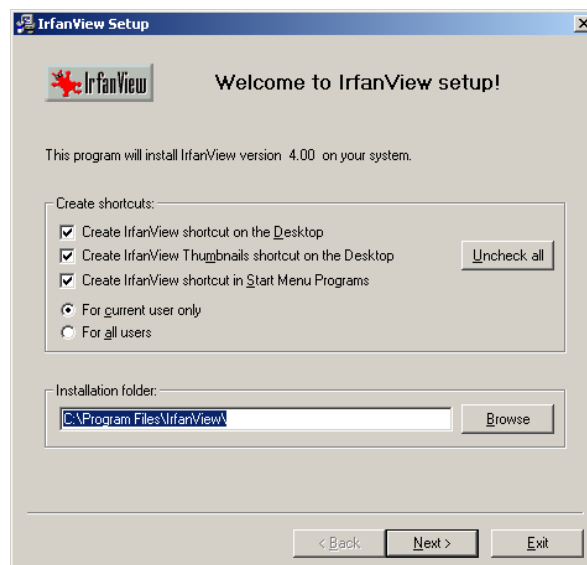 IrfanView Setup
IrfanView
Welcome to IrfanView setup!
This program will install IrfanView version 4.00 on your system.
Create shortcuts:
Create IrfanView shortcut on the Desktop
Create IrfanView Thumbnails shortcut on the Desktop
Uncheck all
Create IrfanView shortcut in Start Menu Programs
For current user only
For all users
Installation folder:
C:\Program Files\IrfanView\
Browse
< Back
Next >
Exit